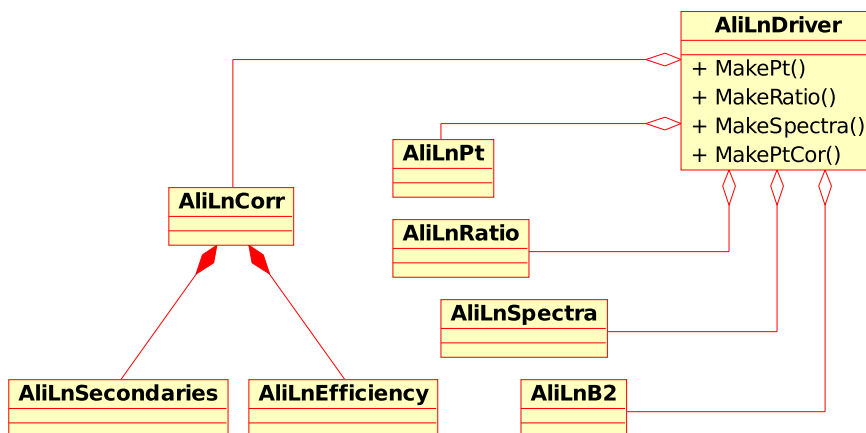 AliLnDriver
+ MakePt()
+ MakeRatio()
+ MakeSpectra()
+ MakePtCor()
AliLnPt
AliLnCorr
AliLnRatio
AliLnSpectra
AliLnSecondaries
AliLnEfficiency
AliLnB2